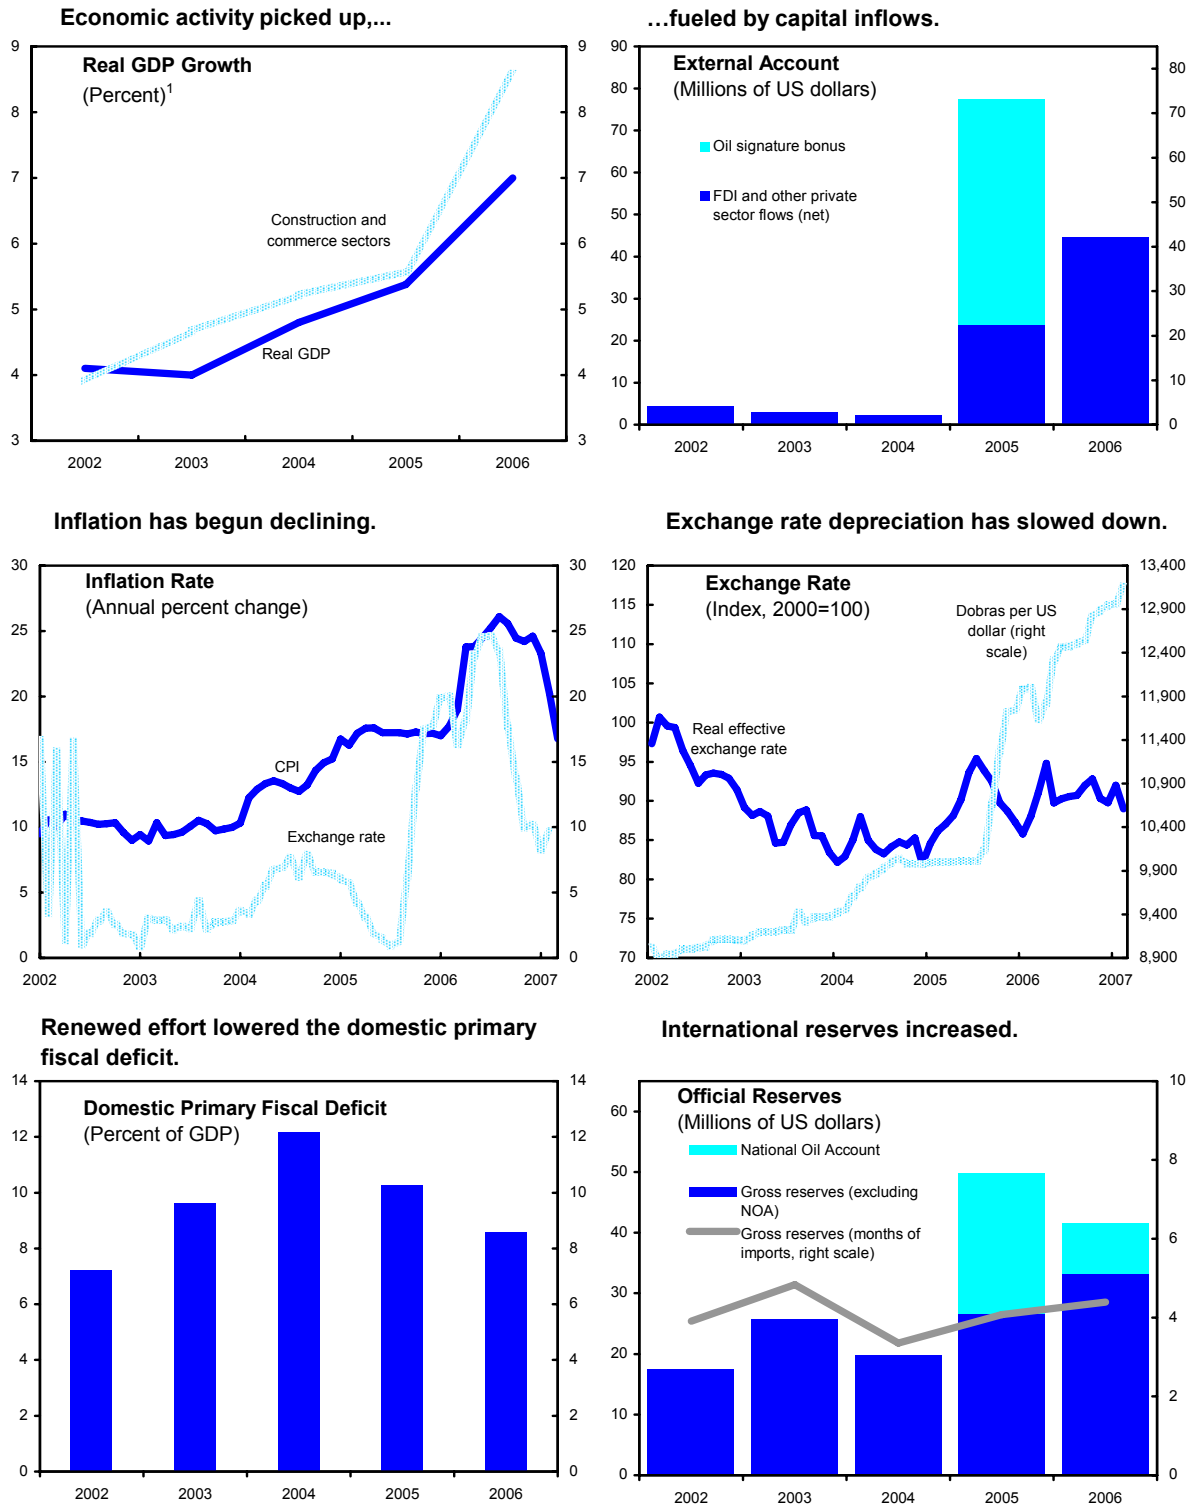 Economic activity picked up,...
Real GDP Growth
(Percent)1
9
8
7
6
5
4
3
9
8
7
6
5
4
3
Construction and
commerce sectors
Real GDP
2002 2003 2004 2005 2006
…fueled by capital inflows.
External Account
(Millions of US dollars)
Oil signature bonus
FDI and other private
sector flows (net)
90
80
70
60
50
40
30
20
10
0
80
70
60
50
40
30
20
10
0
2002 2003 2004 2005 2006
Inflation has begun declining.
Inflation Rate
(Annual percent change)
30
25
20
15
10
5
0
30
25
20
15
10
5
0
CPI
Exchange rate
2002 2003 2004 2005 2006 2007
Exchange rate depreciation has slowed down.
Exchange Rate
(Index, 2000=100)
Dobras per US
dollar (right
scale)
Real effective
exchange rate
120
115
110
105
100
95
90
85
80
75
70
13,400
12,900
12,400
11,900
11,400
10,900
10,400
9,900
9,400
8,900
2002 2003 2004 2005 2006 2007
Renewed effort lowered the domestic primary
fiscal deficit.
Domestic Primary Fiscal Deficit
(Percent of GDP)
14
12
10
8
6
4
2
0
14
12
10
8
6
4
2
0
2002 2003 2004 2005 2006
International reserves increased.
Official Reserves
(Millions of US dollars)
National Oil Account
Gross reserves (excluding
NOA)
Gross reserves (months of
imports, right scale)
60
50
40
30
20
10
0
10
8
6
4
2
0
2002 2003 2004 2005 2006